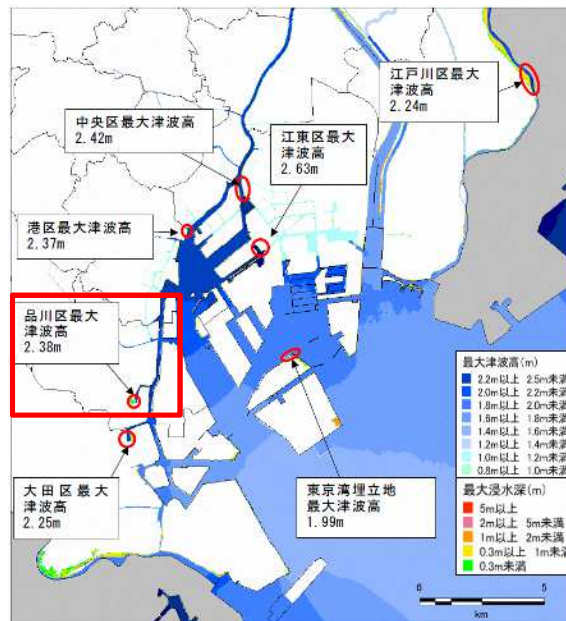 江戸川区最大
津波高
2.24m
中央区最大津波高
2.42m
江東区最大
津波高
2.63m
港区最大津波高
2.37m
品川区最大
津波高
2.38m
大田区最大
津波高
2.25m
東京湾埋立地
最大津波高
1.99m
最大津波高(m)
2.2m以上 2.5m未満
2.0m以上 2.2m未満
1.8m以上 2.0m未満
1.6m以上 1.8m未満
1.4m以上 1.6m未満
1.2m以上 1.4m未満
1.0m以上 1.2m未満
0.8m以上 1.0m未満
最大浸水深(m)
5m以上
2m以上 5m未満
1m以上 2m未満
0.3m以上 1m未満
0.3m未満
0 5
km